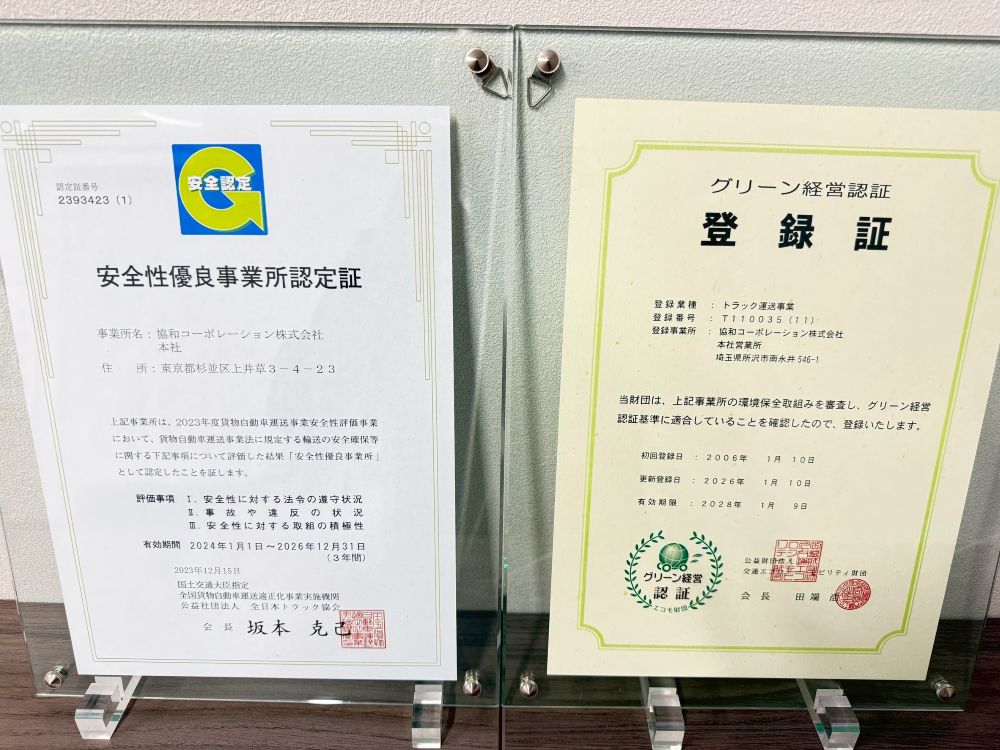 認定証番号
2393423（1）
安全認定
安全性優良事業所認定証
事業所名：協和コーポレーション株式会社
本社
住　所：東京都杉並区上井草３－４－２３
上記事業所は、2023年度貨物自動車運送事業安全性評価事業
において、貨物自動車運送事業法に規定する輸送の安全確保等
に関する下記事項について評価した結果「安全性優良事業所」
として認定したことを証します。
評価事項　Ⅰ．安全性に対する法令の遵守状況
Ⅱ．事故や違反の状況
Ⅲ．安全性に対する取組の積極性
有効期間　2024年1月1日～2026年12月31日
（３年間）
2023年12月15日
国土交通大臣指定
全国貨物自動車運送適正化事業実施機関
公益社団法人　全日本トラック協会
会長　坂本　克己
グリーン経営認証
登録証
登録業種　：　トラック運送事業
登録番号　：　T110035（11）
登録事業所　：　協和コーポレーション株式会社
本社営業所
埼玉県所沢市南永井546-1
当財団は、上記事業所の環境保全取組みを審査し、グリーン経営
認証基準に適合していることを確認したので、登録いたします。
初回登録日　：　2006年　1月　10日
更新登録日　：　2026年　1月　10日
有効期限　：　2028年　1月　9日
グリーン経営
認証
エコモ財団
公益財団法人
交通エコ ビリティ財団
会長　田端　浩